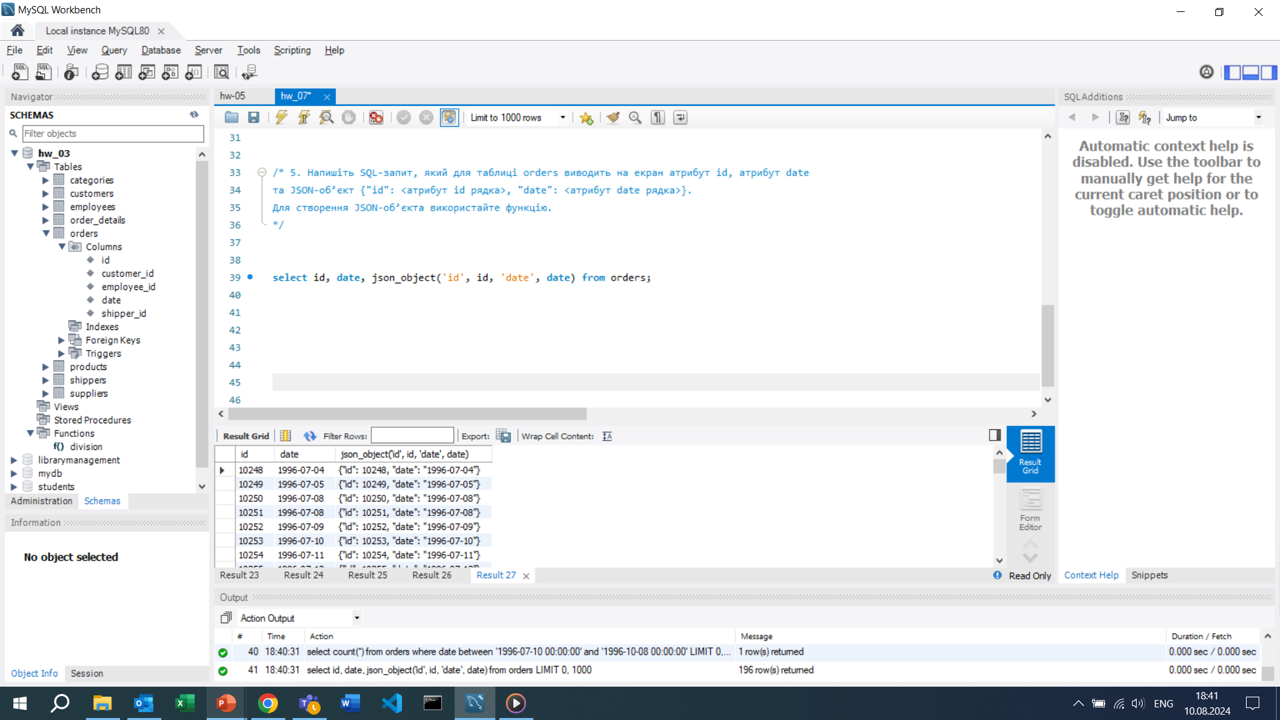 MySQL Workbench
Local instance MySQL80
File Edit View Query Database Server Tools Scripting Help
Navigator
SCHEMAS
Filter objects
hw_03
Tables
categories
customers
employees
order_details
orders
Columns
id
customer_id
employee_id
date
shipper_id
Indexes
Foreign Keys
Triggers
products
shippers
suppliers
Views
Stored Procedures
Functions
f() division
librarymanagement
mydb
students
Administration Schemas
Information
No object selected
Object Info Session
hw-05 hw_07*
Limit to 1000 rows
31
32
33 /* 5. Напишіть SQL-запит, який для таблиці orders виводить на екран атрибут id, атрибут date
34 та JSON-об’єкт {"id": <атрибут id рядка>, "date": <атрибут date рядка>}.
35 Для створення JSON-об’єкта використайте функцію.
36 */
37
38
39 select id, date, json_object('id', id, 'date', date) from orders;
40
41
42
43
44
45
46
Result Grid Filter Rows: Export: Wrap Cell Content:
id date json_object('id', id, 'date', date)
10248 1996-07-04 {"id": 10248, "date": "1996-07-04"}
10249 1996-07-05 {"id": 10249, "date": "1996-07-05"}
10250 1996-07-08 {"id": 10250, "date": "1996-07-08"}
10251 1996-07-08 {"id": 10251, "date": "1996-07-08"}
10252 1996-07-09 {"id": 10252, "date": "1996-07-09"}
10253 1996-07-10 {"id": 10253, "date": "1996-07-10"}
10254 1996-07-11 {"id": 10254, "date": "1996-07-11"}
Result Grid
Form Editor
Result 23 Result 24 Result 25 Result 26 Result 27
Read Only
SQLAdditions
Jump to
Automatic context help is
disabled. Use the toolbar to
manually get help for the
current caret position or to
toggle automatic help.
Context Help Snippets
Output
Action Output
# Time Action Message Duration / Fetch
40 18:40:31 select count(*) from orders where date between '1996-07-10 00:00:00' and '1996-10-08 00:00:00' LIMIT 0,... 1 row(s) returned 0.000 sec / 0.000 sec
41 18:40:31 select id, date, json_object('id', id, 'date', date) from orders LIMIT 0, 1000 196 row(s) returned 0.000 sec / 0.000 sec
ENG
18:41
10.08.2024